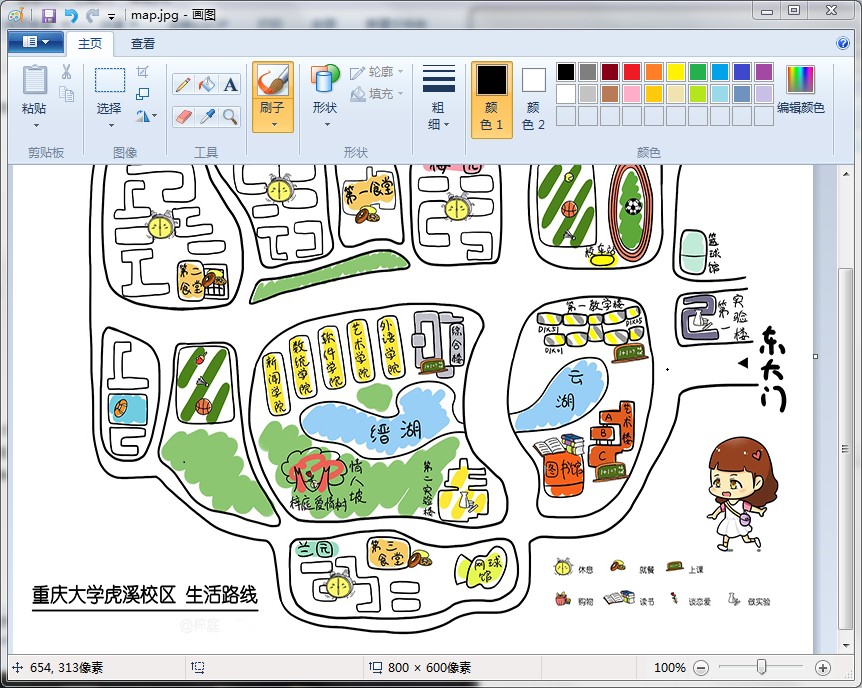 map.jpg - 画图
主页 查看
粘贴
剪贴板
选择
图像
A
工具
刷子
形状
轮廓
填充
形状
粗
细
颜
色 1
颜
色 2
颜色
编辑颜色
第一食堂
梅园
校车站
篮球馆
第二
食堂
第一实验楼
第一教学楼
D1X31
D1X25
D1X01
东大门
新闻学院
数统学院
软件学院
艺术学院
外语学院
综合楼
云湖
缙湖
艺术楼
A
B
C
图书馆
情人坡
梓庭爱情树
第二实验楼
兰园
第三
食堂
网球
馆
休息 就餐 上课
购物 读书 谈恋爱 做实验
重庆大学虎溪校区 生活路线
@梓庭
654, 313像素
800 × 600像素
100%